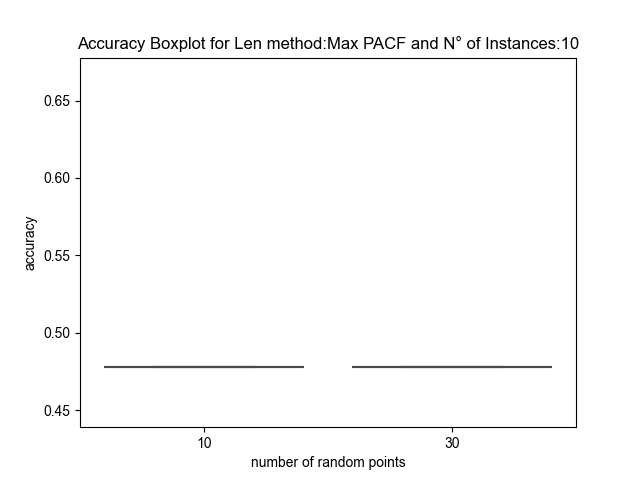 Accuracy Boxplot for Len method:Max PACF and N° of Instances:10
0.65
0.60
0.55
0.50
0.45
accuracy
10
30
number of random points